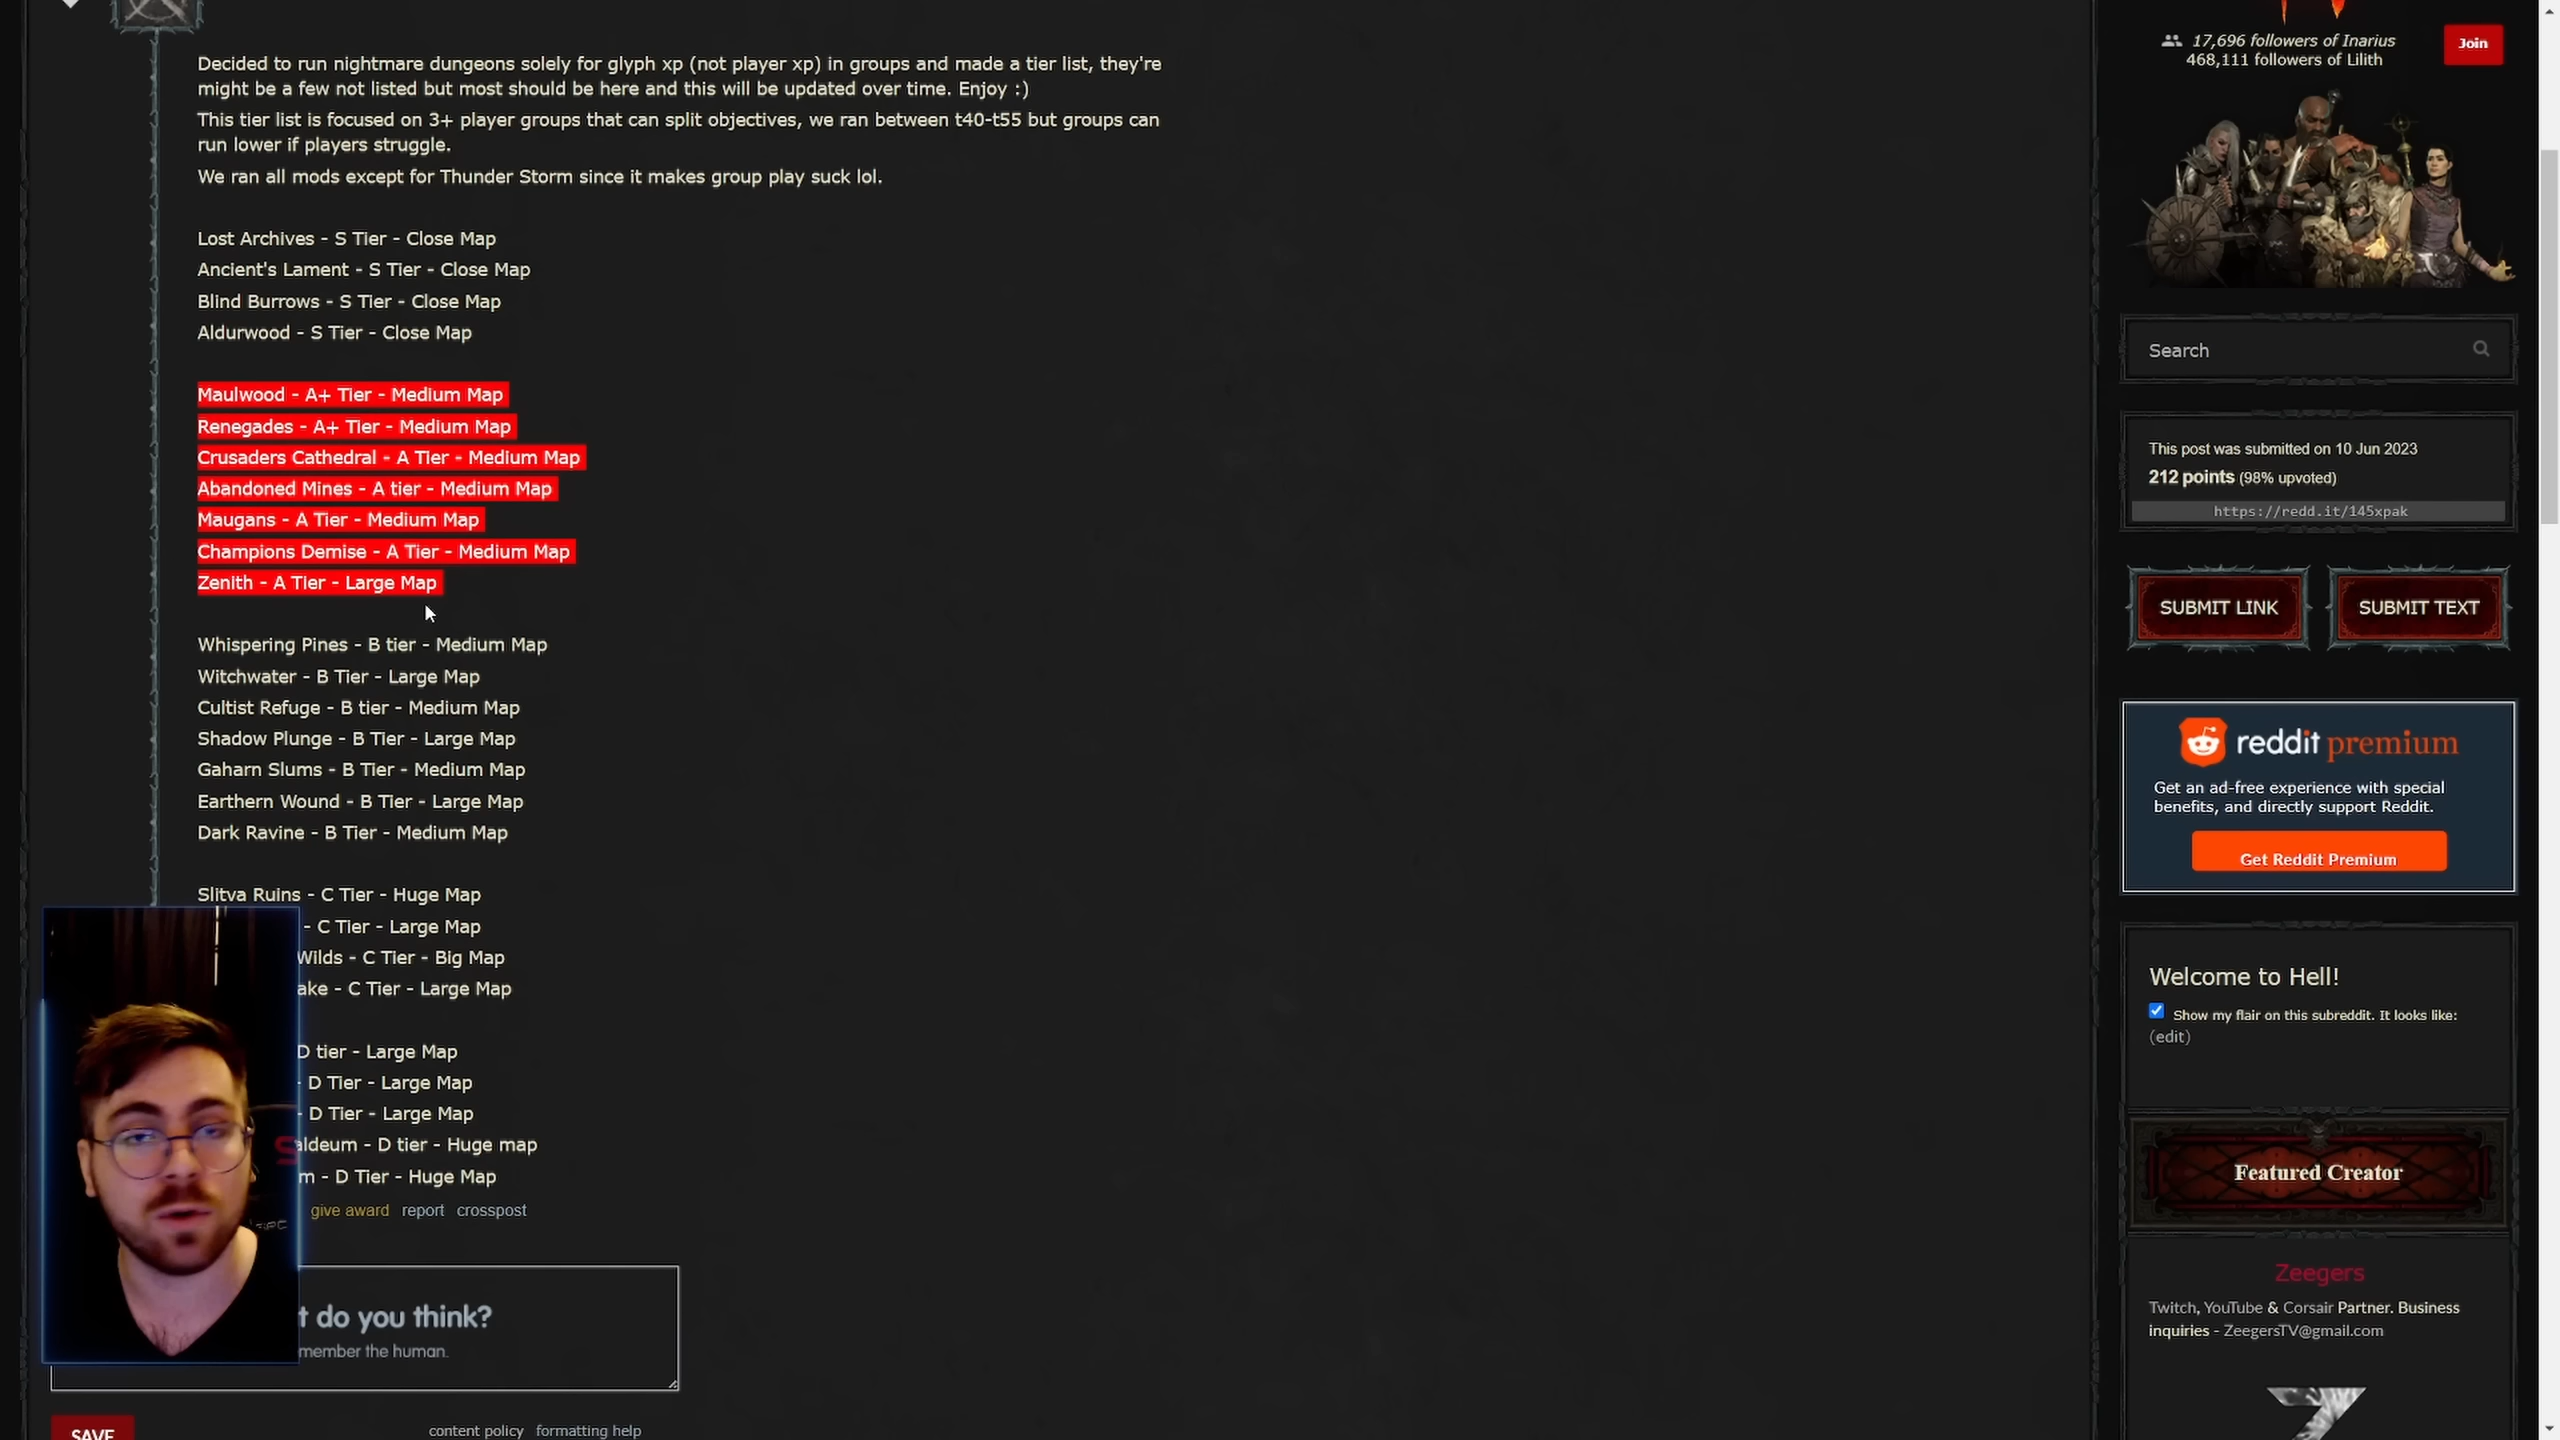 17,696 followers of Inarius
468,111 followers of Lilith
Join
Decided to run nightmare dungeons solely for glyph xp (not player xp) in groups and made a tier list, they're
might be a few not listed but most should be here and this will be updated over time. Enjoy :)
This tier list is focused on 3+ player groups that can split objectives, we ran between t40-t55 but groups can
run lower if players struggle.
We ran all mods except for Thunder Storm since it makes group play suck lol.
Lost Archives - S Tier - Close Map
Ancient's Lament - S Tier - Close Map
Blind Burrows - S Tier - Close Map
Aldurwood - S Tier - Close Map
Maulwood - A+ Tier - Medium Map
Renegades - A+ Tier - Medium Map
Crusaders Cathedral - A Tier - Medium Map
Abandoned Mines - A tier - Medium Map
Maugans - A Tier - Medium Map
Champions Demise - A Tier - Medium Map
Zenith - A Tier - Large Map
Whispering Pines - B tier - Medium Map
Witchwater - B Tier - Large Map
Cultist Refuge - B tier - Medium Map
Shadow Plunge - B Tier - Large Map
Gaharn Slums - B Tier - Medium Map
Earthern Wound - B Tier - Large Map
Dark Ravine - B Tier - Medium Map
Slitva Ruins - C Tier - Huge Map
- C Tier - Large Map
Wilds - C Tier - Big Map
ake - C Tier - Large Map
D tier - Large Map
- D Tier - Large Map
- D Tier - Large Map
aldeum - D tier - Huge map
m - D Tier - Huge Map
give award report crosspost
t do you think?
member the human.
SAVE
content policy formatting help
Search
This post was submitted on 10 Jun 2023
212 points (98% upvoted)
https://redd.it/145xpak
SUBMIT LINK
SUBMIT TEXT
reddit premium
Get an ad-free experience with special
benefits, and directly support Reddit.
Get Reddit Premium
Welcome to Hell!
Show my flair on this subreddit. It looks like:
(edit)
Featured Creator
Zeegers
Twitch, YouTube & Corsair Partner. Business
inquiries - ZeegersTV@gmail.com